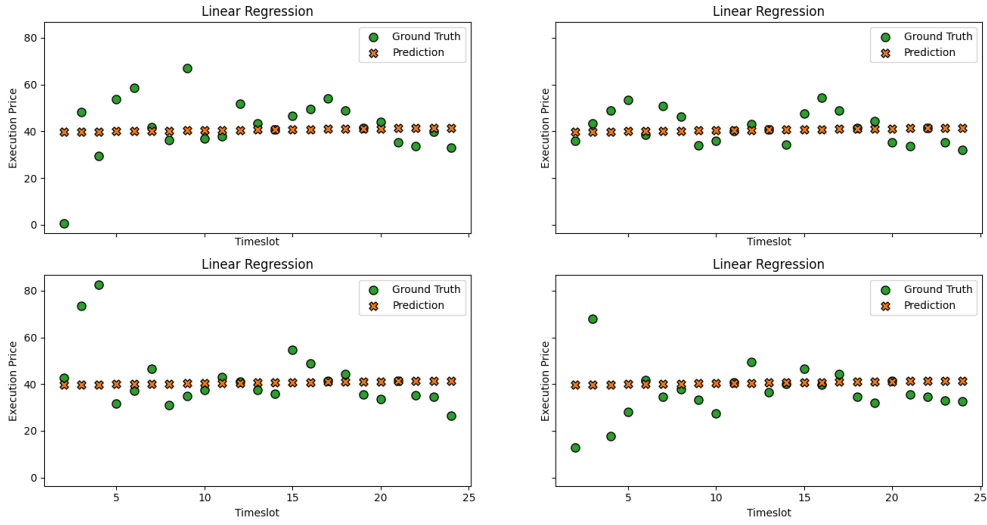 Linear Regression
Execution Price
80
60
40
20
0
Ground Truth
Prediction
Timeslot
Linear Regression
Execution Price
Ground Truth
Prediction
Timeslot
Linear Regression
Execution Price
80
60
40
20
0
Ground Truth
Prediction
5
10
15
20
25
Timeslot
Linear Regression
Execution Price
Ground Truth
Prediction
5
10
15
20
25
Timeslot